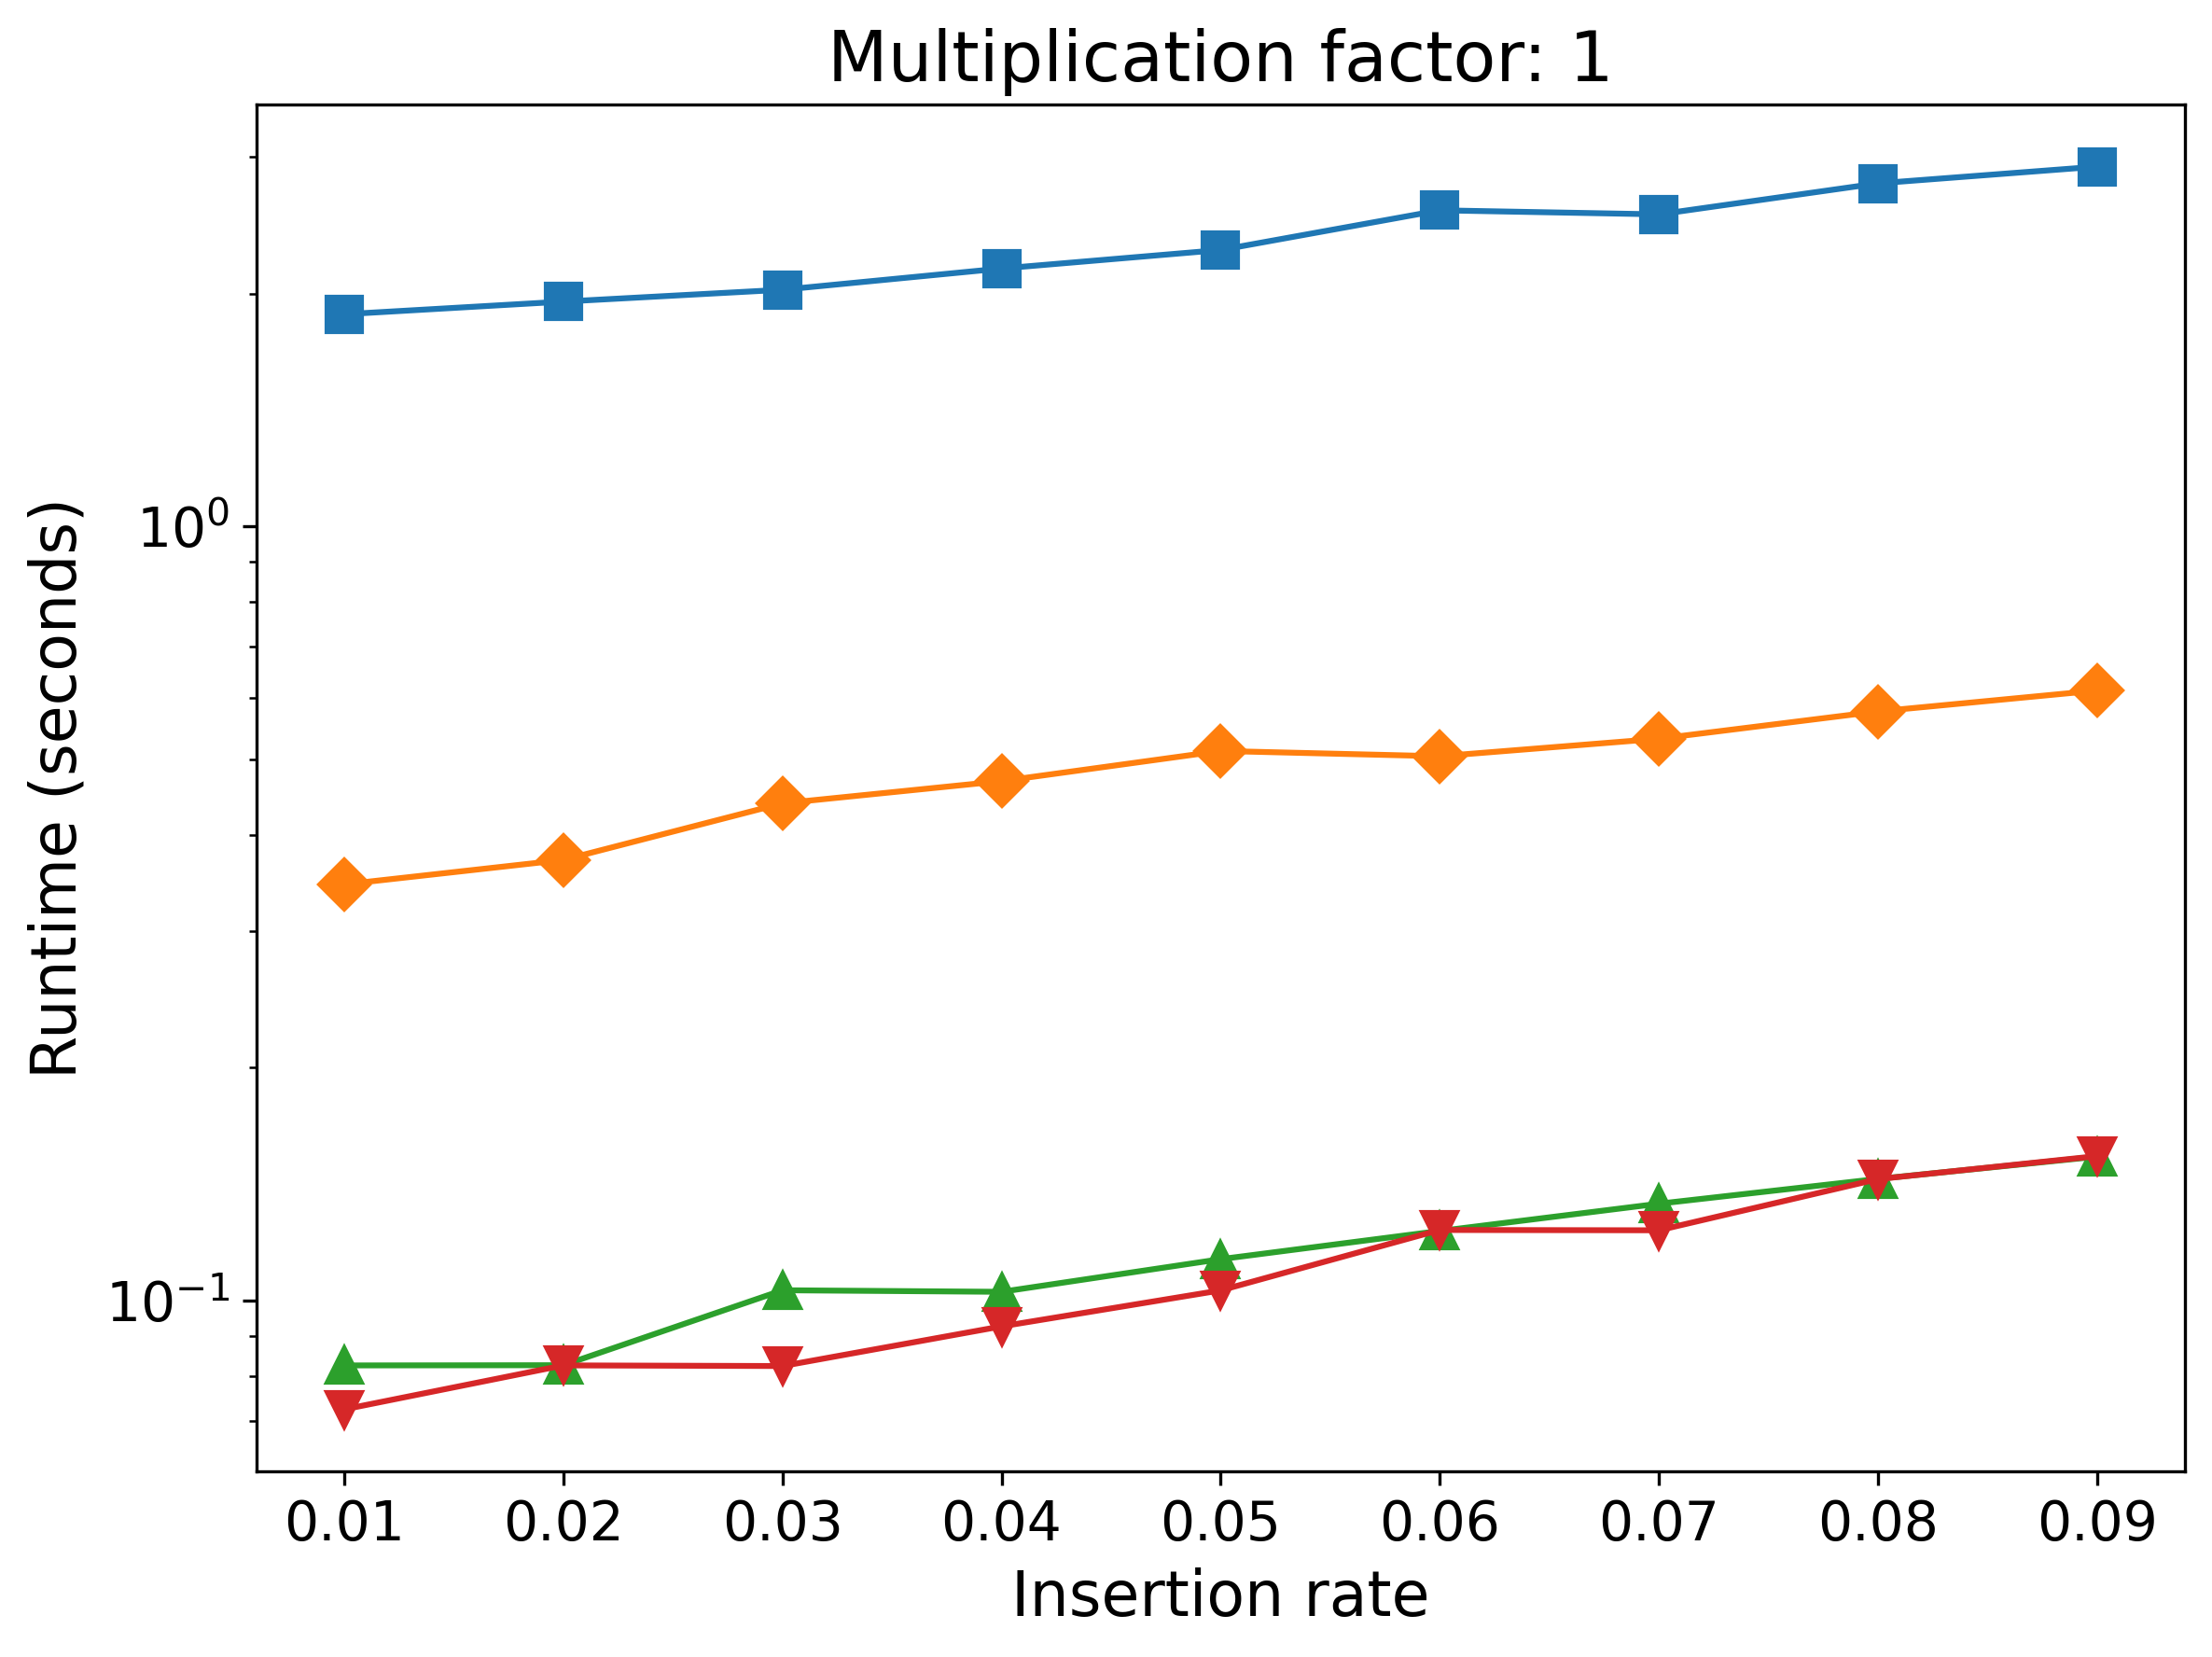 Multiplication factor: 1
Runtime (seconds)
10⁰
10⁻¹
0.01 0.02 0.03 0.04 0.05 0.06 0.07 0.08 0.09
Insertion rate